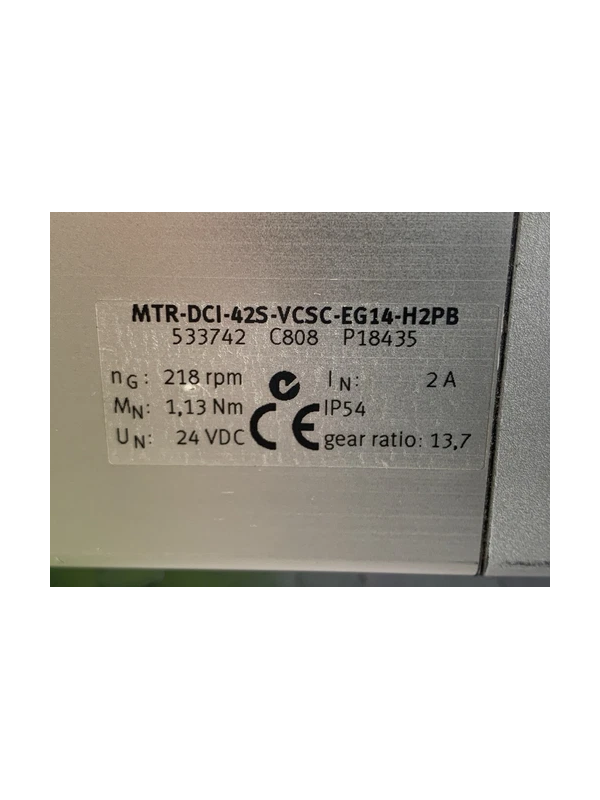 MTR-DCI-42S-VCSC-EG14-H2PB
533742 C808 P18435
nG: 218 rpm IN: 2 A
MN: 1,13 Nm CE IP54
UN: 24 VDC gear ratio: 13,7